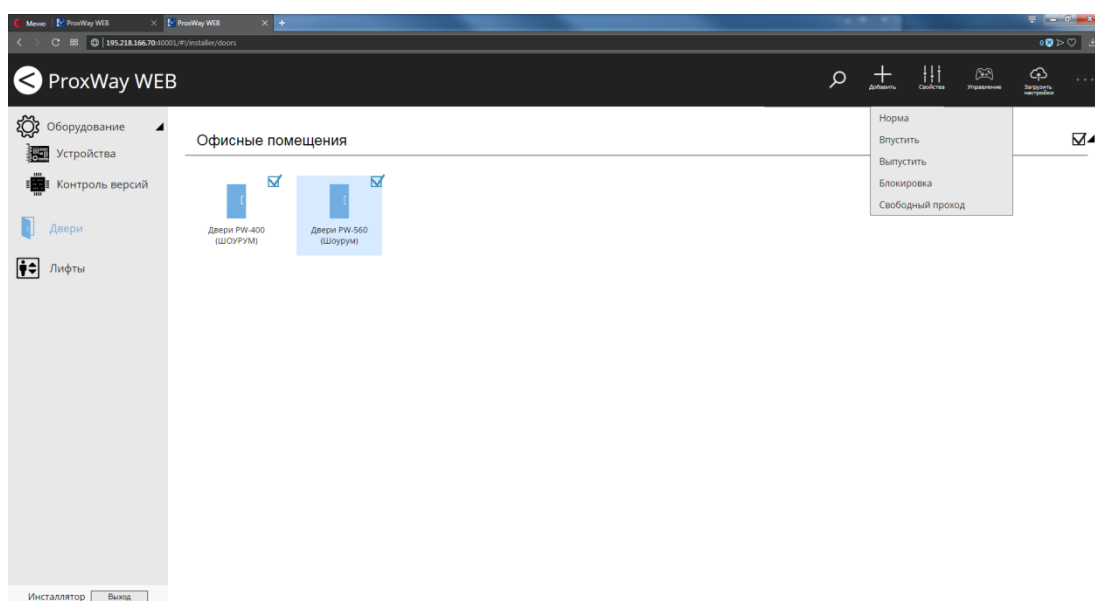 Меню
ProxWay WEB
ProxWay WEB
195.218.166.70:40001/#!/installer/doors
0
ProxWay WEB
Добавить
Свойства
Управление
Загрузить
настройки
Оборудование
Устройства
Контроль версий
Двери
Лифты
Офисные помещения
Двери PW-400
(ШОУРУМ)
Двери PW-560
(Шоурум)
Норма
Впустить
Выпустить
Блокировка
Свободный проход
Инсталлятор
Выход